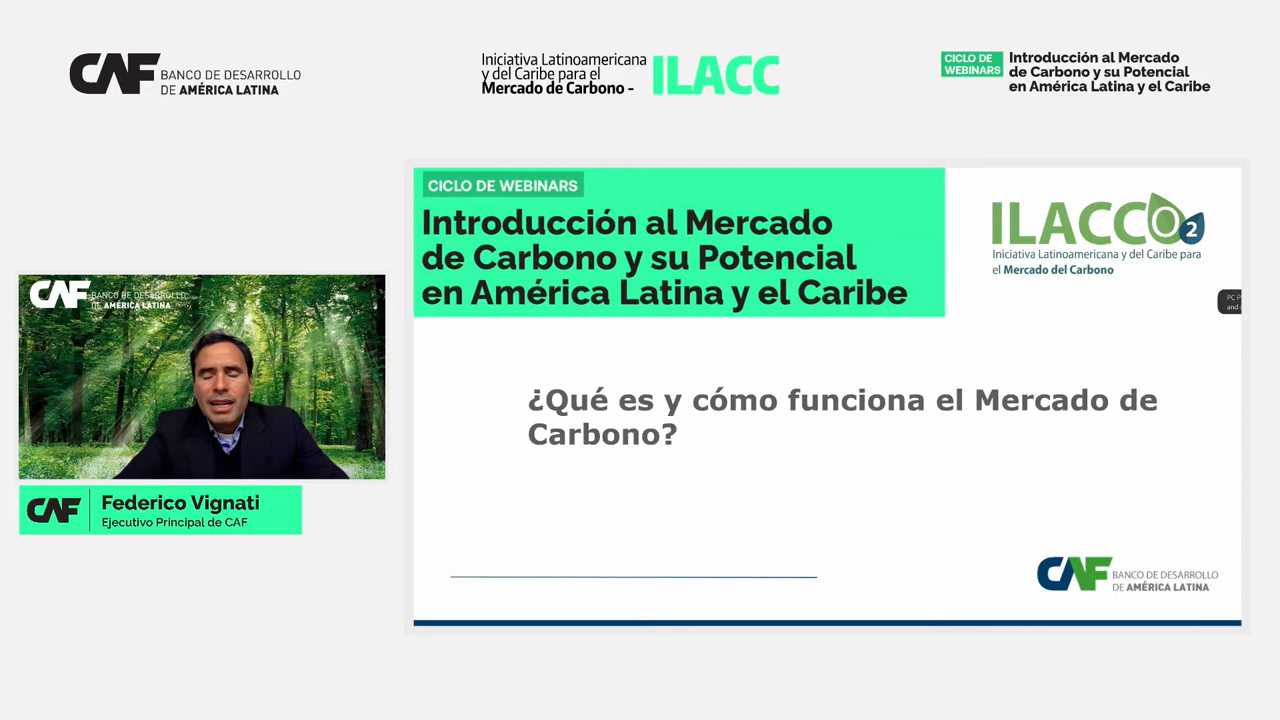 CAF BANCO DE DESARROLLO
DE AMÉRICA LATINA
Iniciativa Latinoamericana
y del Caribe para el
Mercado de Carbono -
ILACC
CICLO DE
WEBINARS
Introducción al Mercado
de Carbono y su Potencial
en América Latina y el Caribe
CICLO DE WEBINARS
Introducción al Mercado
de Carbono y su Potencial
en América Latina y el Caribe
ILACCO2
Iniciativa Latinoamericana y del Caribe para
el Mercado del Carbono
¿Qué es y cómo funciona el Mercado de
Carbono?
CAF BANCO DE DESARROLLO
DE AMÉRICA LATINA
CAF BANCO DE DESARROLLO
DE AMÉRICA LATINA
CAF
Federico Vignati
Ejecutivo Principal de CAF